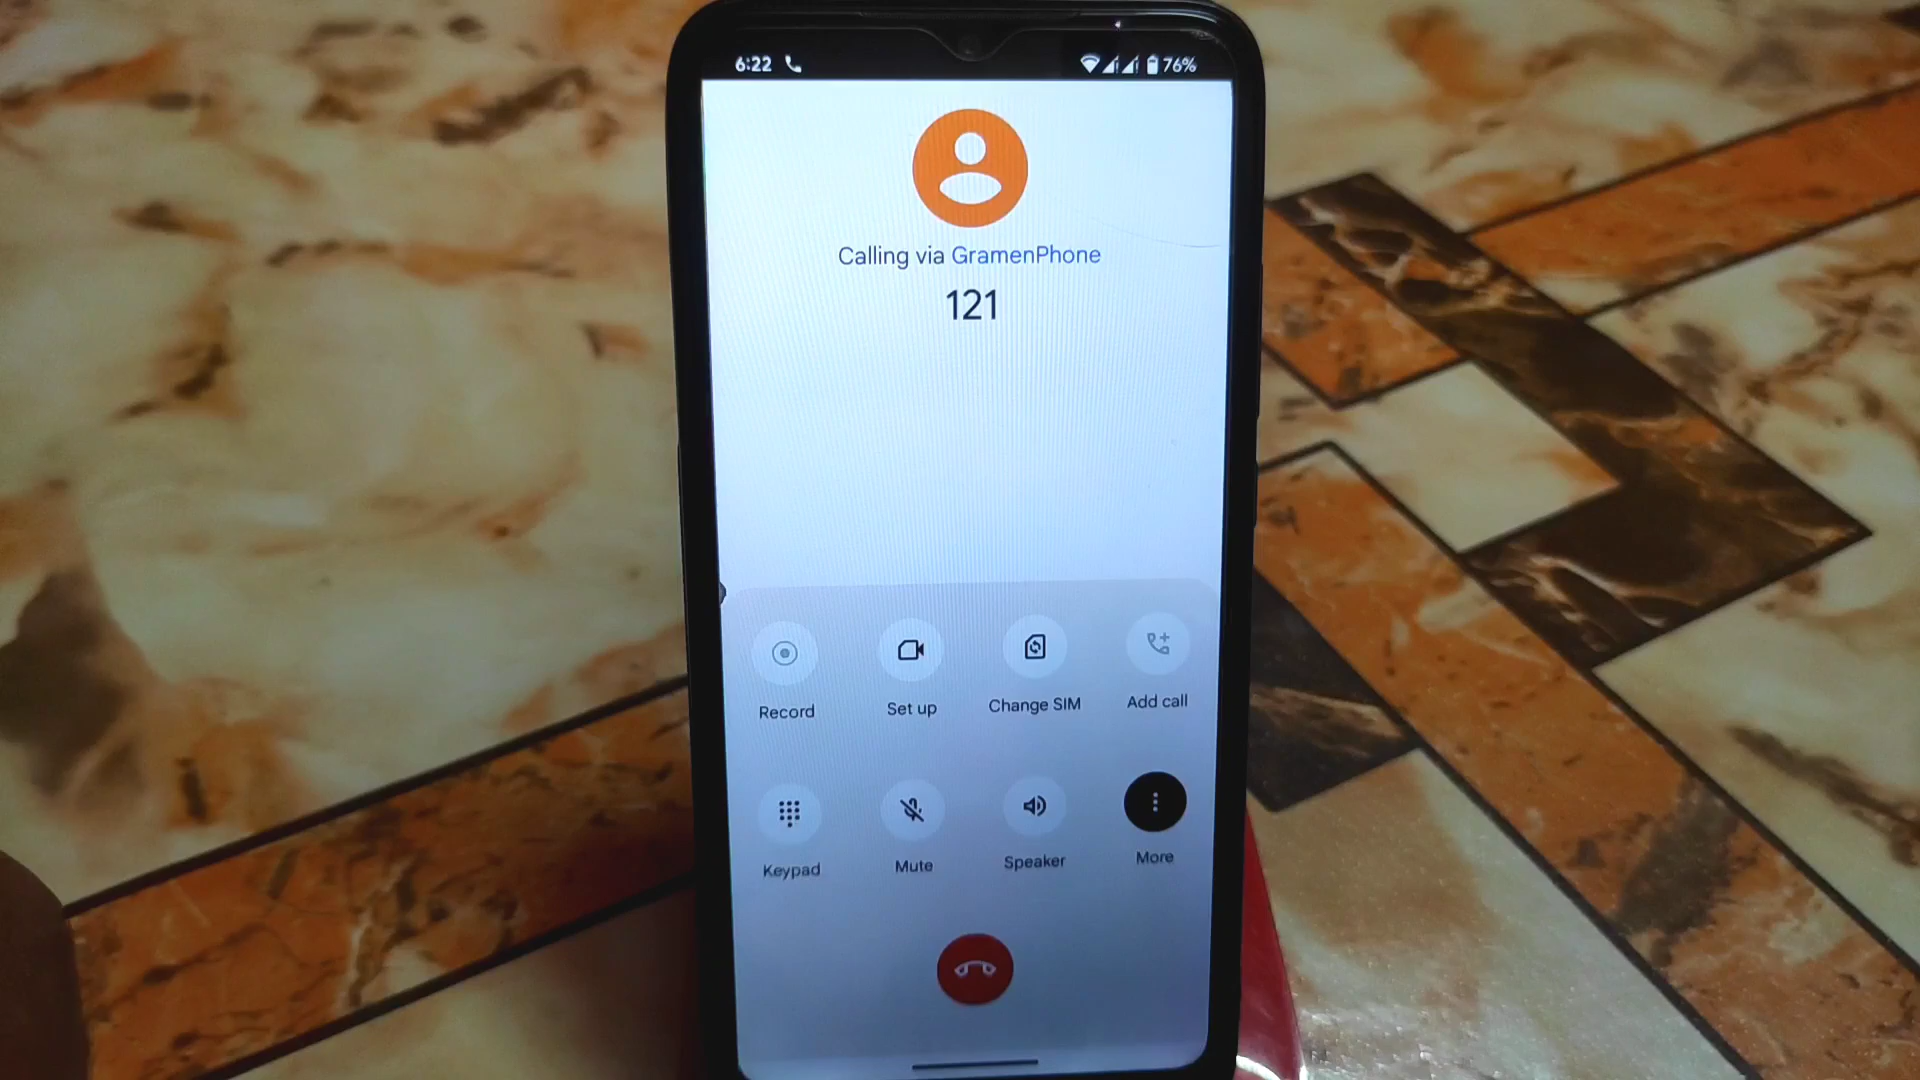 6:22 76%
Calling via GramenPhone
121
Record Set up Change SIM Add call
Keypad Mute Speaker More